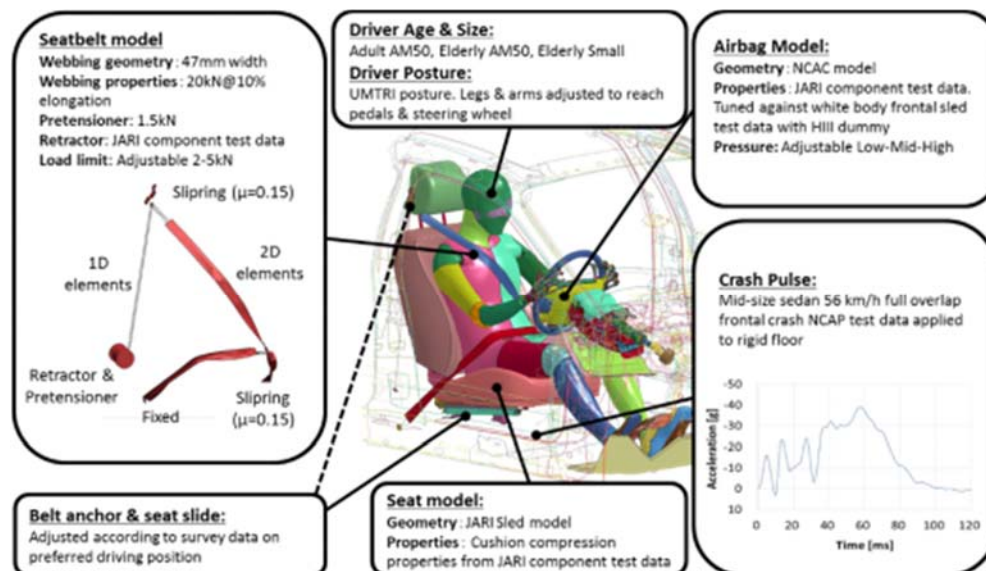 Seatbelt model
Webbing geometry : 47mm width
Webbing properties : 20kN@10%
elongation
Pretensioner : 1.5kN
Retractor: JARI component test data
Load limit: Adjustable 2-5kN
Slipring (μ=0.15)
1D
elements
2D
elements
Retractor &
Pretensioner
Fixed
Slipring
(μ=0.15)
Driver Age & Size:
Adult AM50, Elderly AM50, Elderly Small
Driver Posture:
UMTRI posture. Legs & arms adjusted to reach
pedals & steering wheel
Airbag Model:
Geometry : NCAC model
Properties : JARI component test data.
Tuned against white body frontal sled
test data with HIII dummy
Pressure: Adjustable Low-Mid-High
Crash Pulse:
Mid-size sedan 56 km/h full overlap
frontal crash NCAP test data applied
to rigid floor
Acceleration [g]
-50
-40
-30
-20
-10
0
10
0 20 40 60 80 100 120
Time [ms]
Belt anchor & seat slide:
Adjusted according to survey data on
preferred driving position
Seat model:
Geometry : JARI Sled model
Properties : Cushion compression
properties from JARI component test data